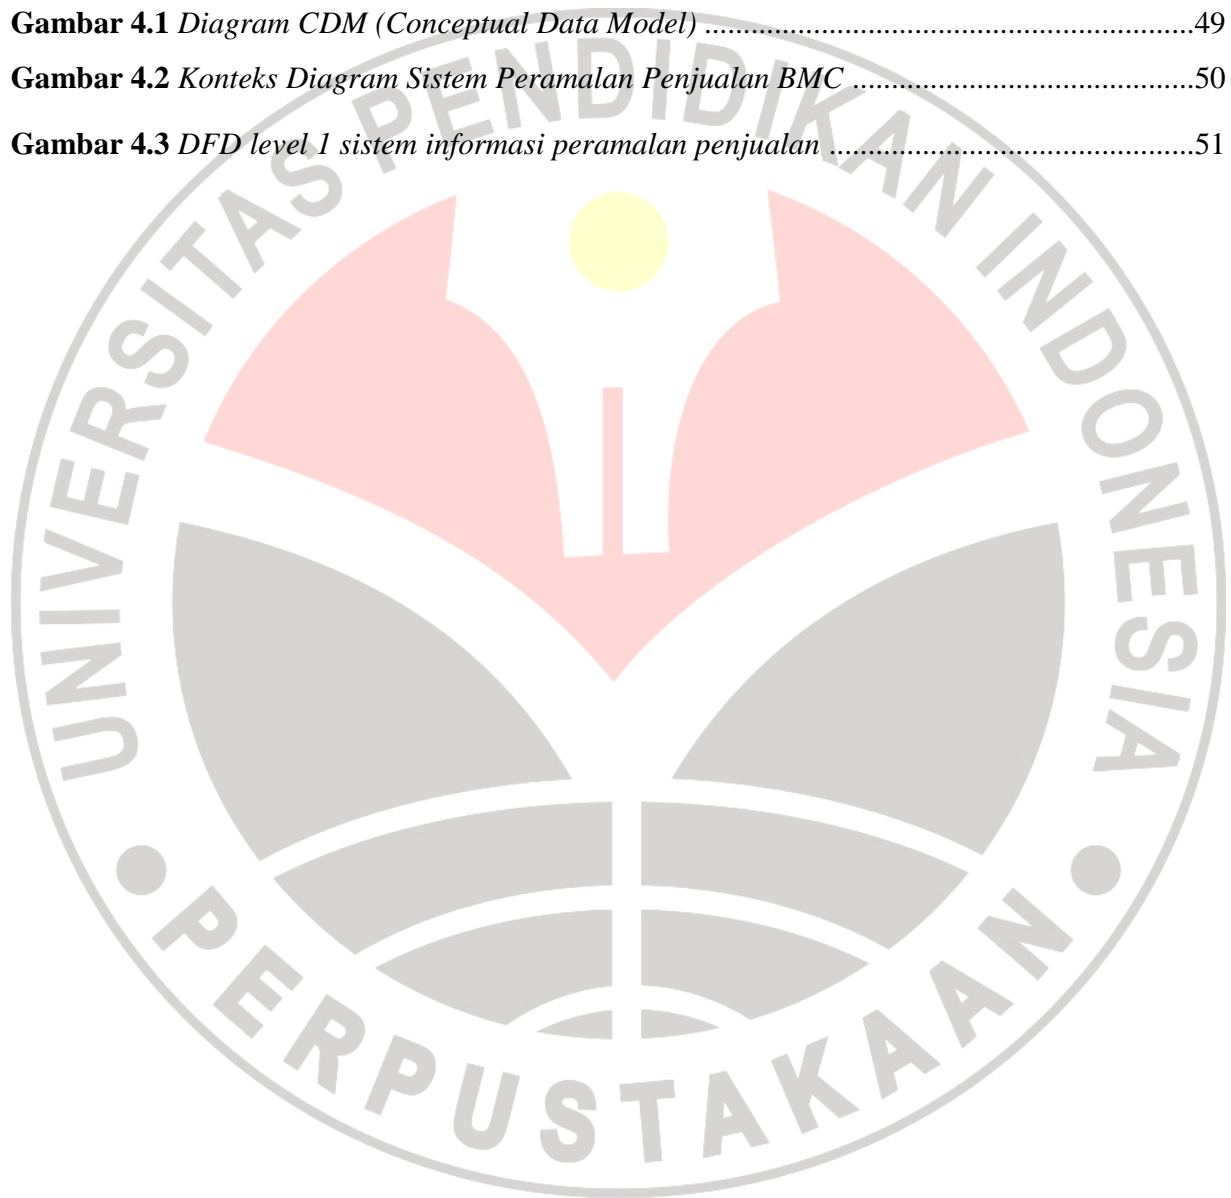 Gambar 4.1 Diagram CDM (Conceptual Data Model) ..................................................................49
Gambar 4.2 Konteks Diagram Sistem Peramalan Penjualan BMC ..............................................50
Gambar 4.3 DFD level 1 sistem informasi peramalan penjualan .................................................51
UNIVERSITAS PENDIDIKAN INDONESIA
PERPUSTAKAAN